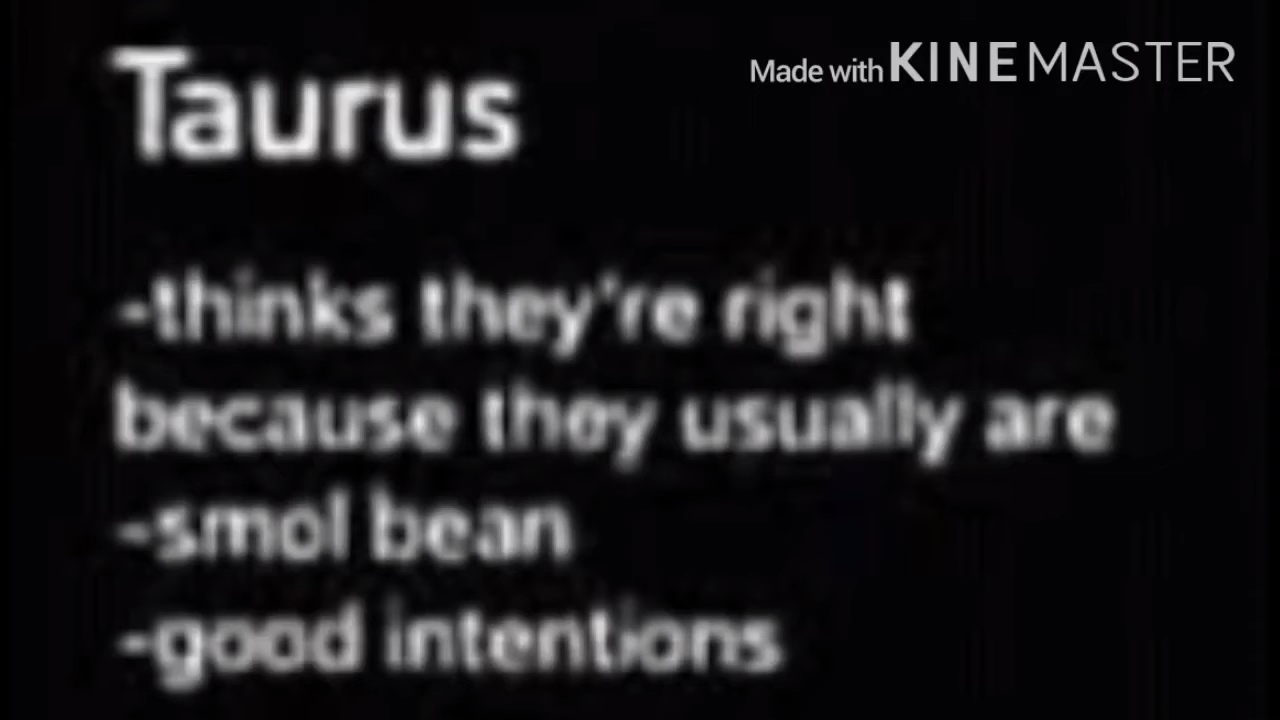 Taurus
Made with KINEMASTER
-thinks they're right
because they usually are
-smol bean
-good intentions